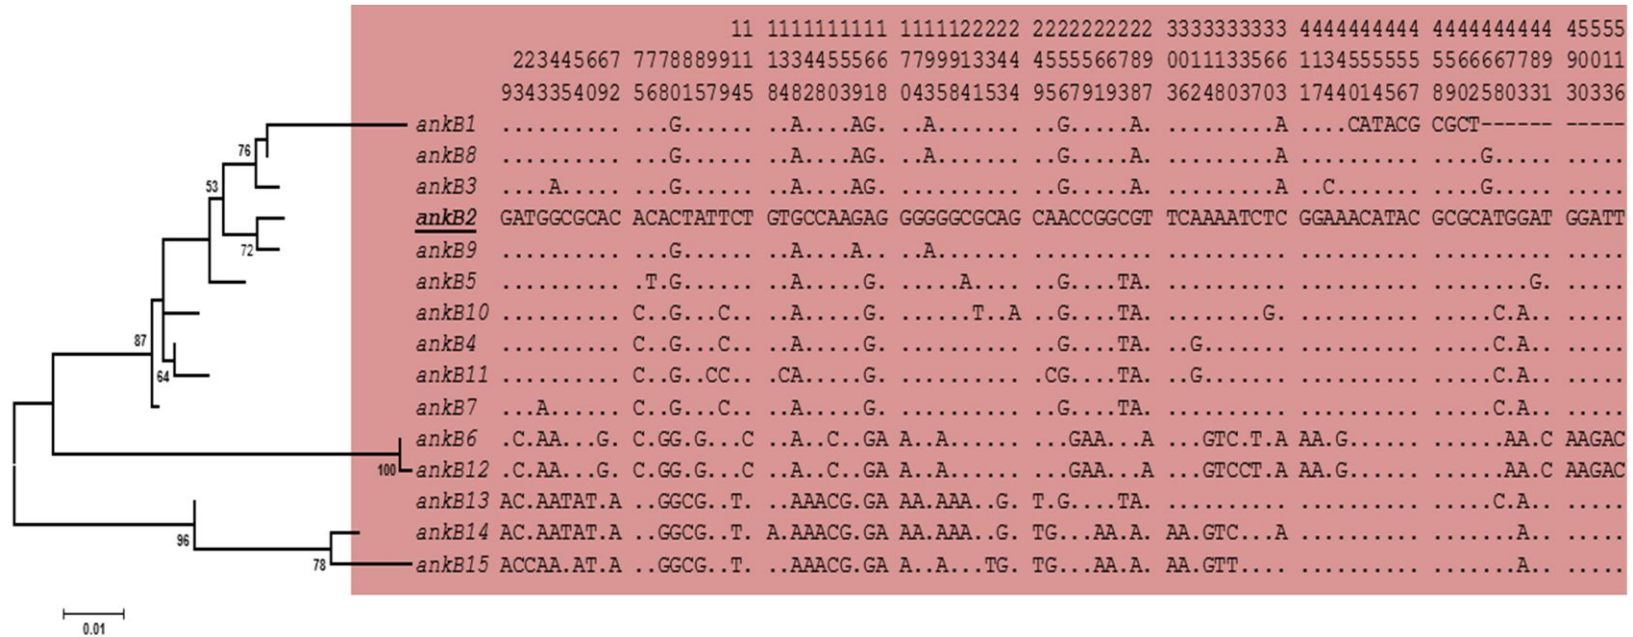 11 1111111111 1111122222 2222222222 3333333333 4444444444 4444444444 45555
223445667 7778889911 1334455566 7799913344 4555566789 0011133566 1134555555 5566667789 90011
9343354092 5680157945 8482803918 0435841534 9567919387 3624803703 1744014567 8902580331 30336
ankB1 .......... ...G...... ..A....AG. ..A....... ..G.....A. .........A ....CATACG CGCT------ -----
ankB8 .......... ...G...... ..A....AG. ..A....... ..G.....A. .........A .......... ....G..... .....
ankB3 ....A..... ...G...... ..A....AG. .......... ..G.....A. .........A ..C....... ....G..... .....
ankB2 GATGGCGCAC ACACTATTCT GTGCCAAGAG GGGGGCGCAG CAACCGGCGT TCAAAATCTC GGAAACATAC GCGCATGGAT GGATT
ankB9 .......... ...G...... ..A....A.. ..A....... .......... .......... .......... .......... .....
ankB5 .......... .T.G...... ..A.....G. .....A.... ..G....TA. .......... .......... ........G. .....
ankB10 .......... C..G...C.. ..A.....G. ......T..A ..G....TA. ........G. .......... .....C.A.. .....
ankB4 .......... C..G...C.. ..A.....G. .......... ..G....TA. ..G....... .......... .....C.A.. .....
ankB11 .......... C..G..CC.. .CA.....G. .......... .CG....TA. ..G....... .......... .....C.A.. .....
ankB7 ...A...... C..G...C.. ..A.....G. .......... ..G....TA. .......... .......... .....C.A.. .....
ankB6 .C.AA...G. C.GG.G...C ..A..C..GA A..A...... ...GAA...A ...GTC.T.A AA.G...... ......AA.C AAGAC
ankB12 .C.AA...G. C.GG.G...C ..A..C..GA A..A...... ...GAA...A ...GTCCT.A AA.G...... ......AA.C AAGAC
ankB13 AC.AATAT.A ..GGCG..T. ..AAACG.GA AA.AAA..G. T.G....TA. .......... .......... .....C.A.. .....
ankB14 AC.AATAT.A ..GGCG..T. A.AAACG.GA AA.AAA..G. TG...AA.A. AA.GTC...A .......... .......A.. .....
ankB15 ACCAA.AT.A ..GGCG..T. ..AAACG.GA A..A...TG. TG...AA.A. AA.GTT.... .......... .......A.. .....
76
53
72
87
64
100
96
78
0.01